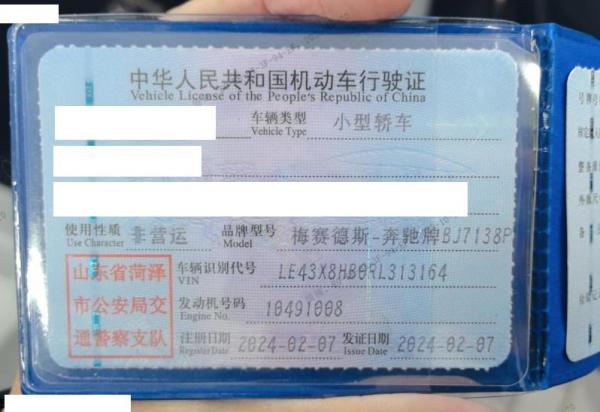 中华人民共和国机动车行驶证
Vehicle License of the People's Republic of China
车辆类型 小型轿车
Vehicle Type
使用性质 非营运 品牌型号 梅赛德斯-奔驰牌BJ7138P
Use Character Model
山东省菏泽
市公安局交
通警察支队
车辆识别代号 LE43X8HB0RL313164
VIN
发动机号码 10491008
Engine No.
注册日期 2024-02-07 发证日期 2024-02-07
Register Date Issue Date